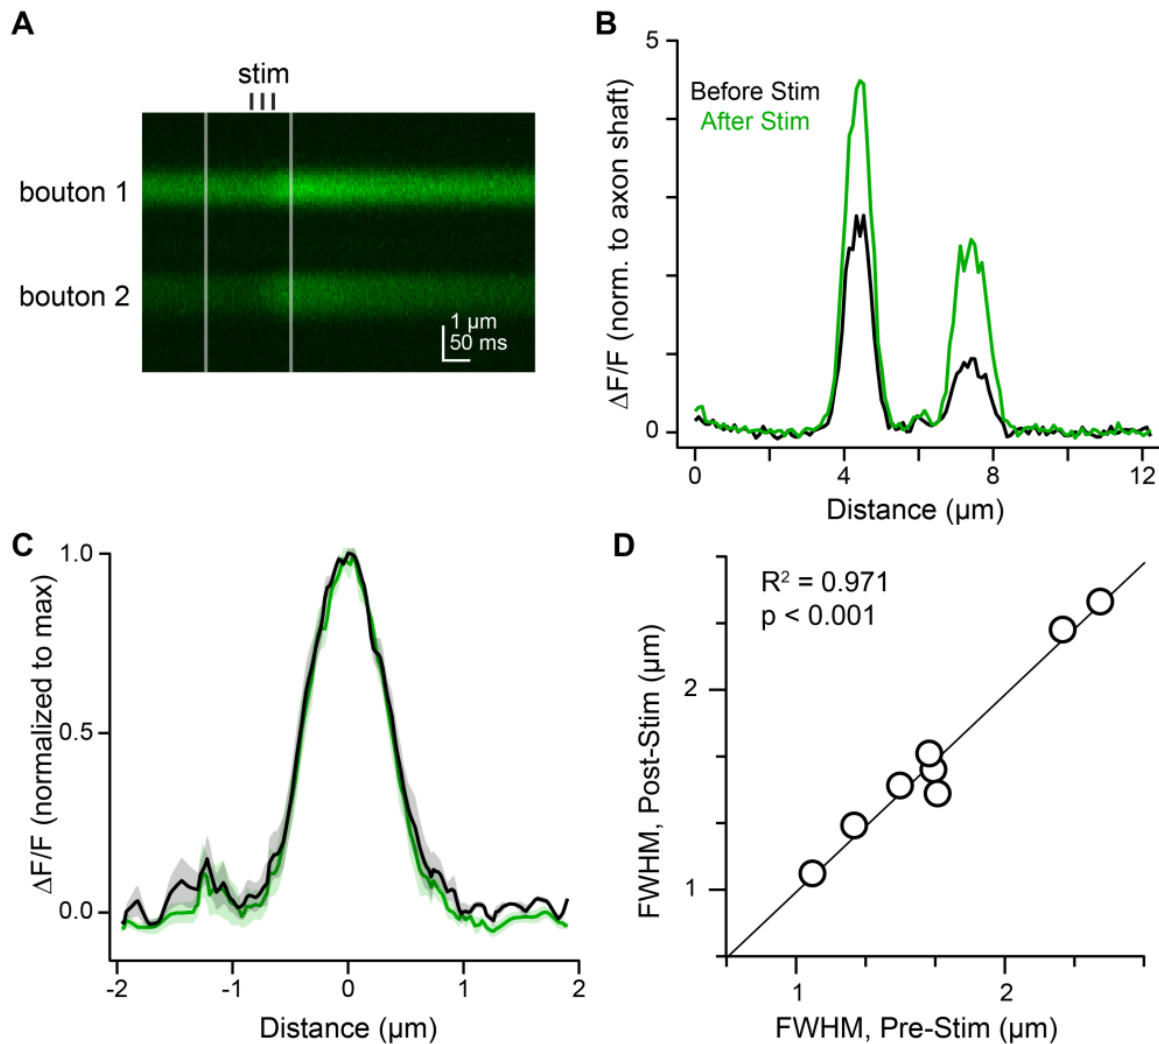 A
stim
bouton 1
bouton 2
1 µm
50 ms
B
5
0
Before Stim
After Stim
ΔF/F (norm. to axon shaft)
0 4 8 12
Distance (µm)
C
1.0
0.5
0.0
ΔF/F (normalized to max)
-2 -1 0 1 2
Distance (µm)
D
R² = 0.971
p < 0.001
2
1
FWHM, Post-Stim (µm)
1 2
FWHM, Pre-Stim (µm)